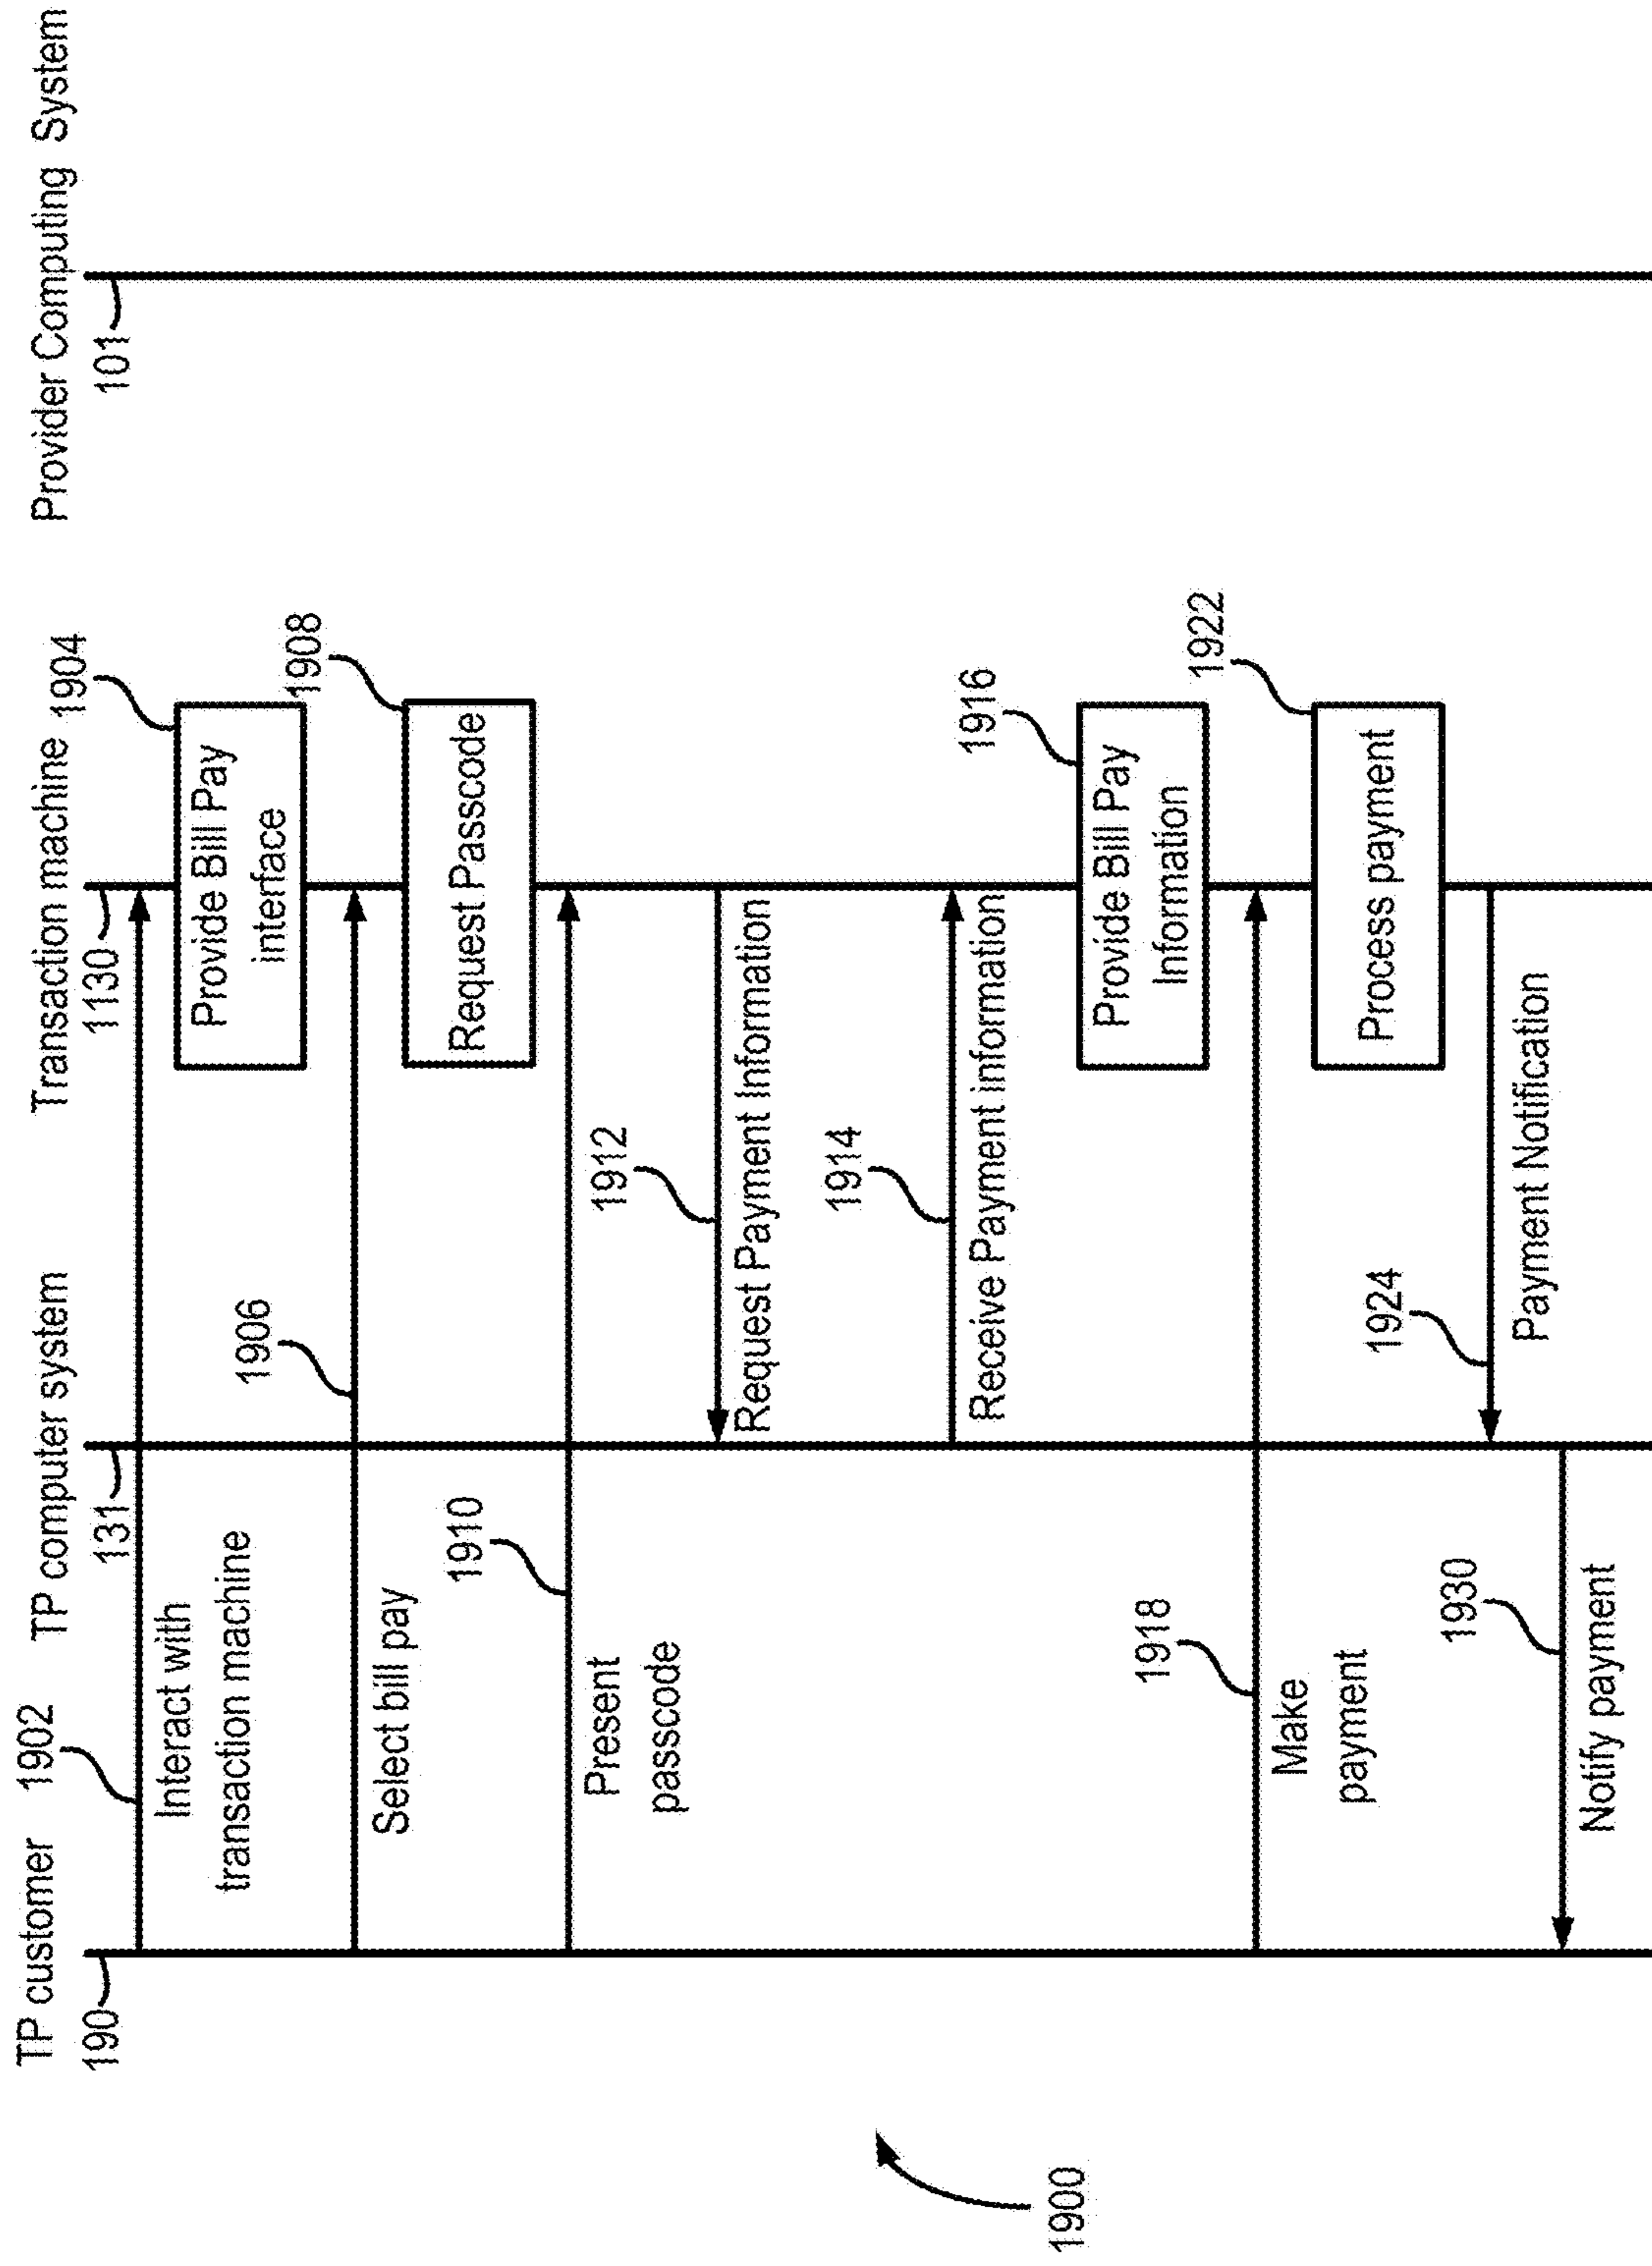 TP customer
1902
TP computer system
Transaction machine
1904
Provider Computing System
190
131
1130
101
Interact with
transaction machine
Provide Bill Pay
interface
1906
1908
Select bill pay
Request Passcode
1910
Present
passcode
1912
Request Payment Information
1914
Receive Payment information
1916
Provide Bill Pay
Information
1918
1922
Make
payment
Process payment
1924
Payment Notification
1930
Notify payment
1900